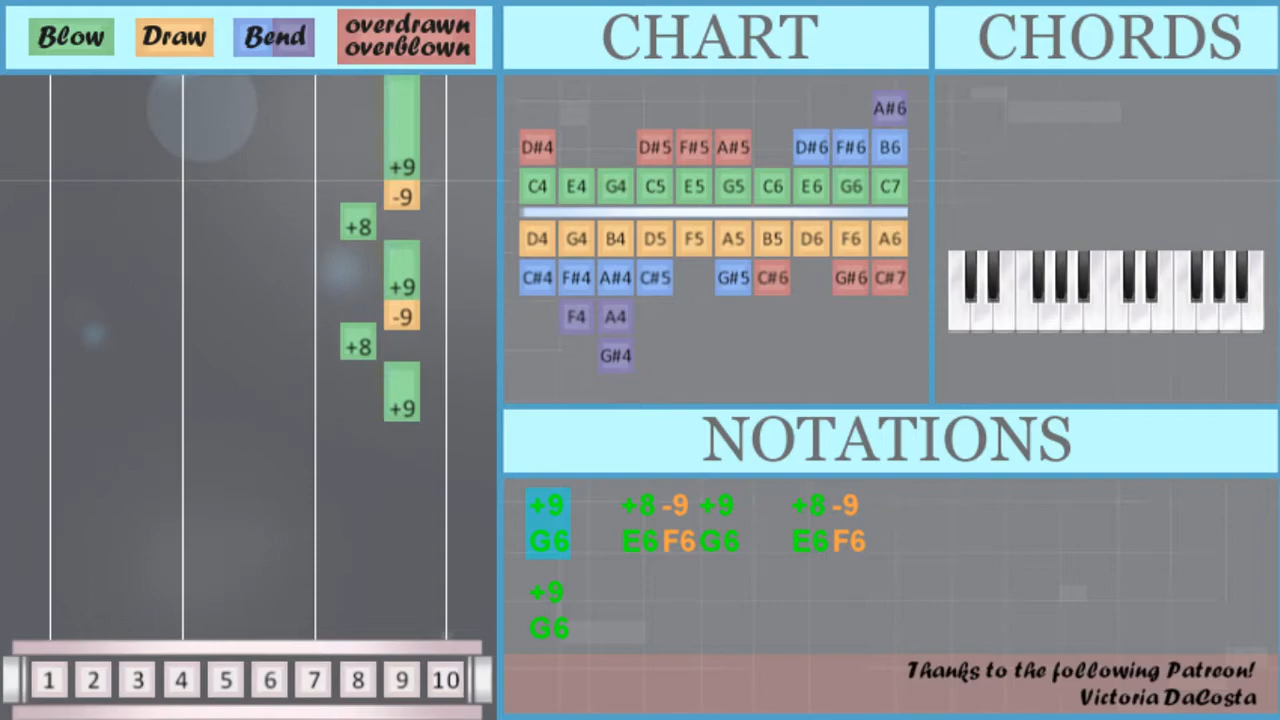 Blow Draw Bend overdrawn
overblown
CHART
CHORDS
+9
-9
+8
+9
-9
+8
+9
A#6
D#4 D#5 F#5 A#5 D#6 F#6 B6
C4 E4 G4 C5 E5 G5 C6 E6 G6 C7
D4 G4 B4 D5 F5 A5 B5 D6 F6 A6
C#4 F#4 A#4 C#5 G#5 C#6 G#6 C#7
F4 A4
G#4
NOTATIONS
+9 +8 -9 +9 +8 -9
G6 E6 F6 G6 E6 F6
+9
G6
1 2 3 4 5 6 7 8 9 10
Thanks to the following Patreon!
Victoria DaCosta